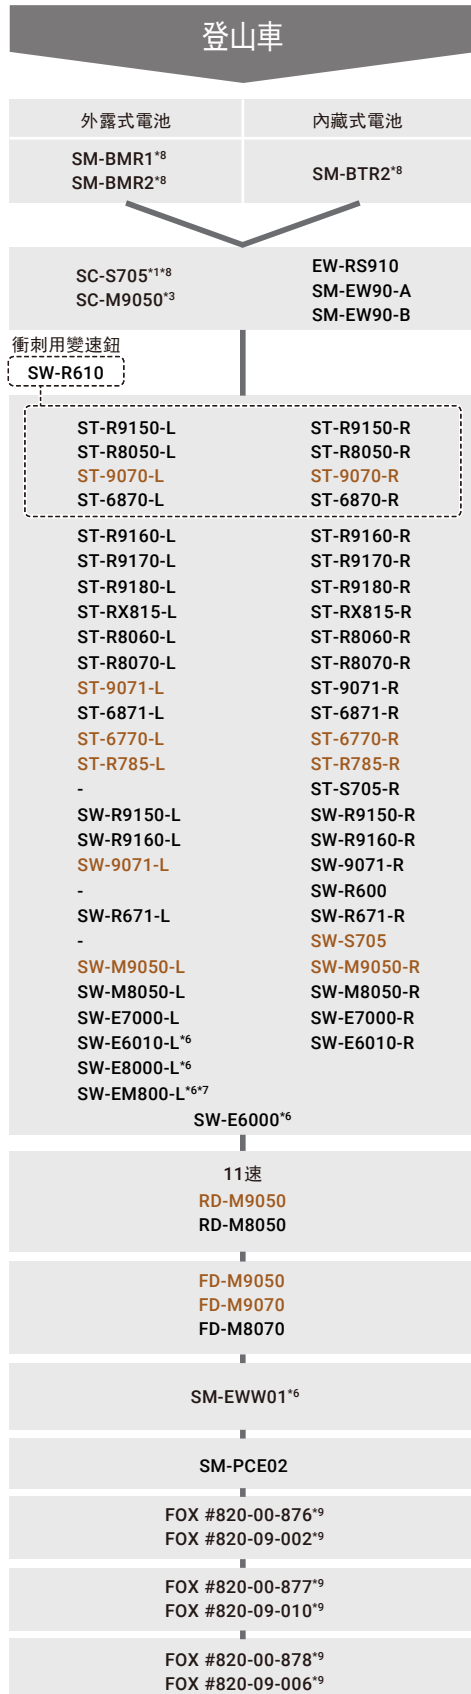 登山車
外露式電池 內藏式電池
SM-BMR1*8
SM-BMR2*8
SM-BTR2*8
SC-S705*1*8
SC-M9050*3
EW-RS910
SM-EW90-A
SM-EW90-B
衝刺用變速鈕
SW-R610
ST-R9150-L ST-R9150-R
ST-R8050-L ST-R8050-R
ST-9070-L ST-9070-R
ST-6870-L ST-6870-R
ST-R9160-L ST-R9160-R
ST-R9170-L ST-R9170-R
ST-R9180-L ST-R9180-R
ST-RX815-L ST-RX815-R
ST-R8060-L ST-R8060-R
ST-R8070-L ST-R8070-R
ST-9071-L ST-9071-R
ST-6871-L ST-6871-R
ST-6770-L ST-6770-R
ST-R785-L ST-R785-R
- ST-S705-R
SW-R9150-L SW-R9150-R
SW-R9160-L SW-R9160-R
SW-9071-L SW-9071-R
- SW-R600
SW-R671-L SW-R671-R
- SW-S705
SW-M9050-L SW-M9050-R
SW-M8050-L SW-M8050-R
SW-E7000-L SW-E7000-R
SW-E6010-L*6 SW-E6010-R
SW-E8000-L*6
SW-EM800-L*6*7
SW-E6000*6
11速
RD-M9050
RD-M8050
FD-M9050
FD-M9070
FD-M8070
SM-EWW01*6
SM-PCE02
FOX #820-00-876*9
FOX #820-09-002*9
FOX #820-00-877*9
FOX #820-09-010*9
FOX #820-00-878*9
FOX #820-09-006*9